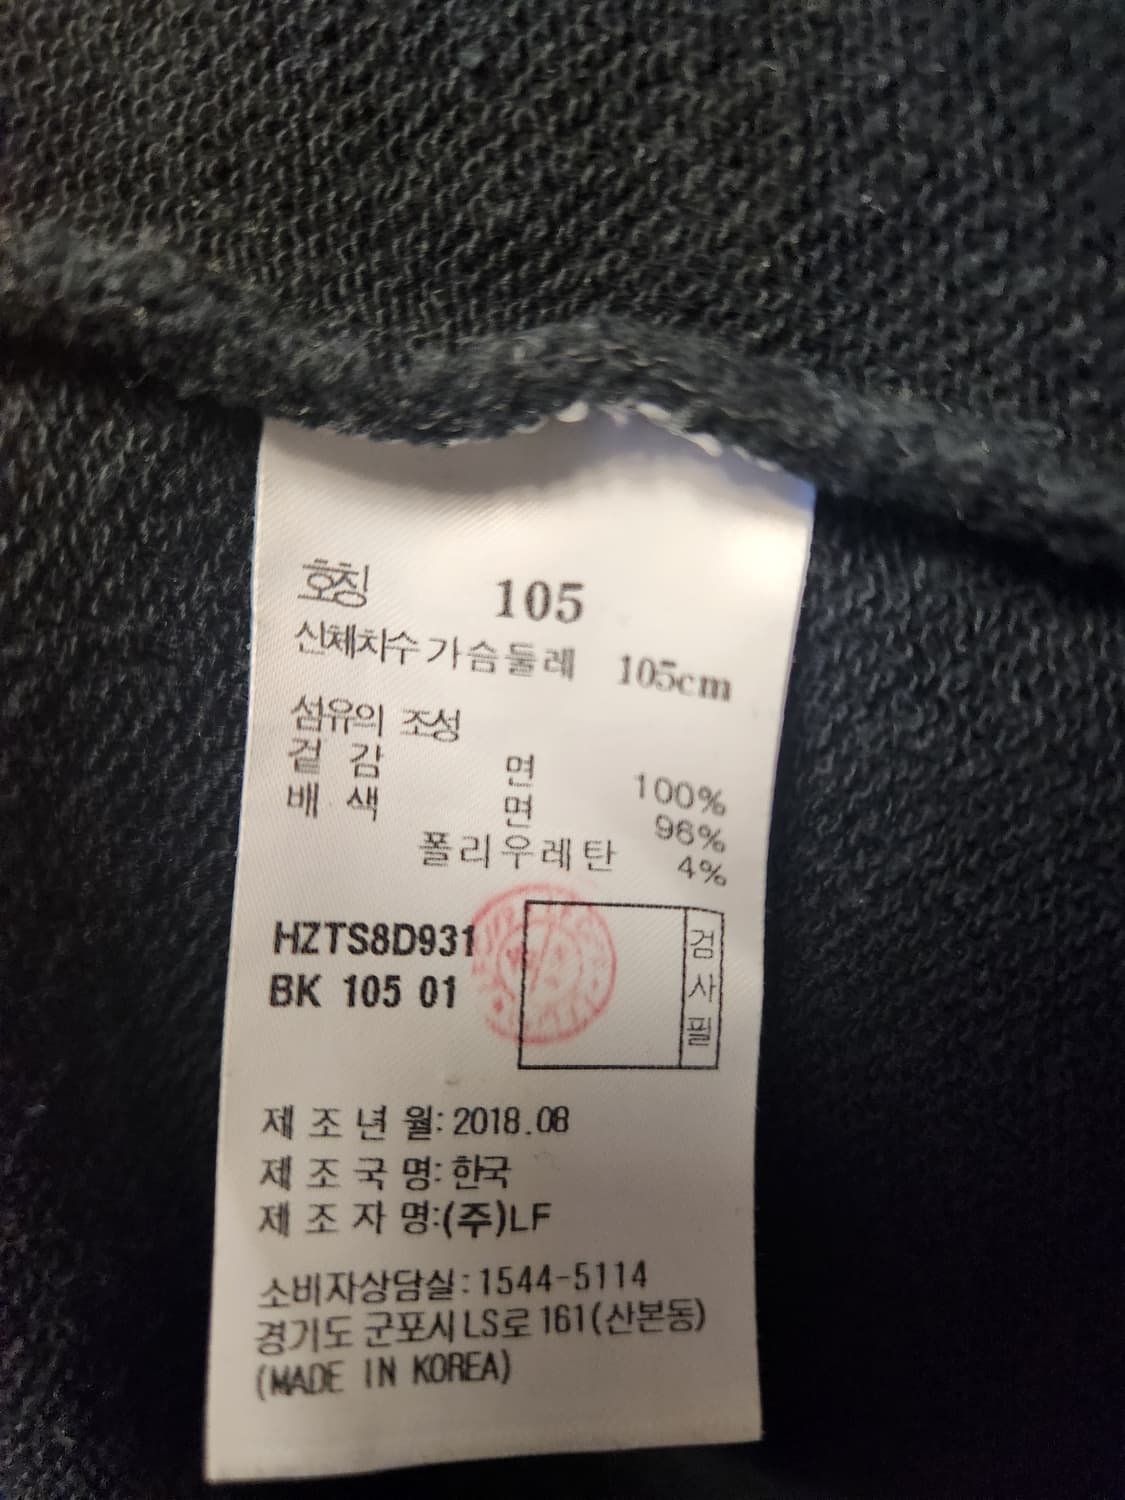 호칭 105
신체치수 가슴둘레 105cm
섬유의 조성
겉 감 면 100%
배 색 면 96%
폴리우레탄 4%
HZTS8D931
BK 105 01
검사필
제 조 년 월: 2018.08
제 조 국 명: 한국
제 조 자 명:(주)LF
소비자상담실: 1544-5114
경기도 군포시 LS로 161(산본동)
(MADE IN KOREA)